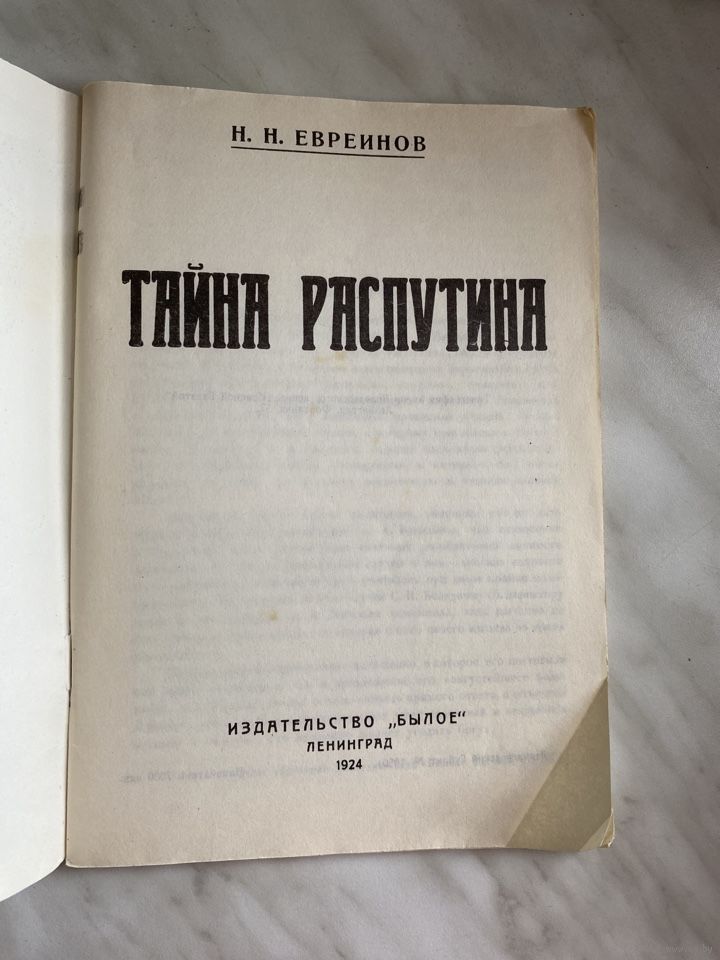 Н. Н. ЕВРЕИНОВ
ТАЙНА РАСПУТИНА
ИЗДАТЕЛЬСТВО „БЫЛОЕ“
ЛЕНИНГРАД
1924